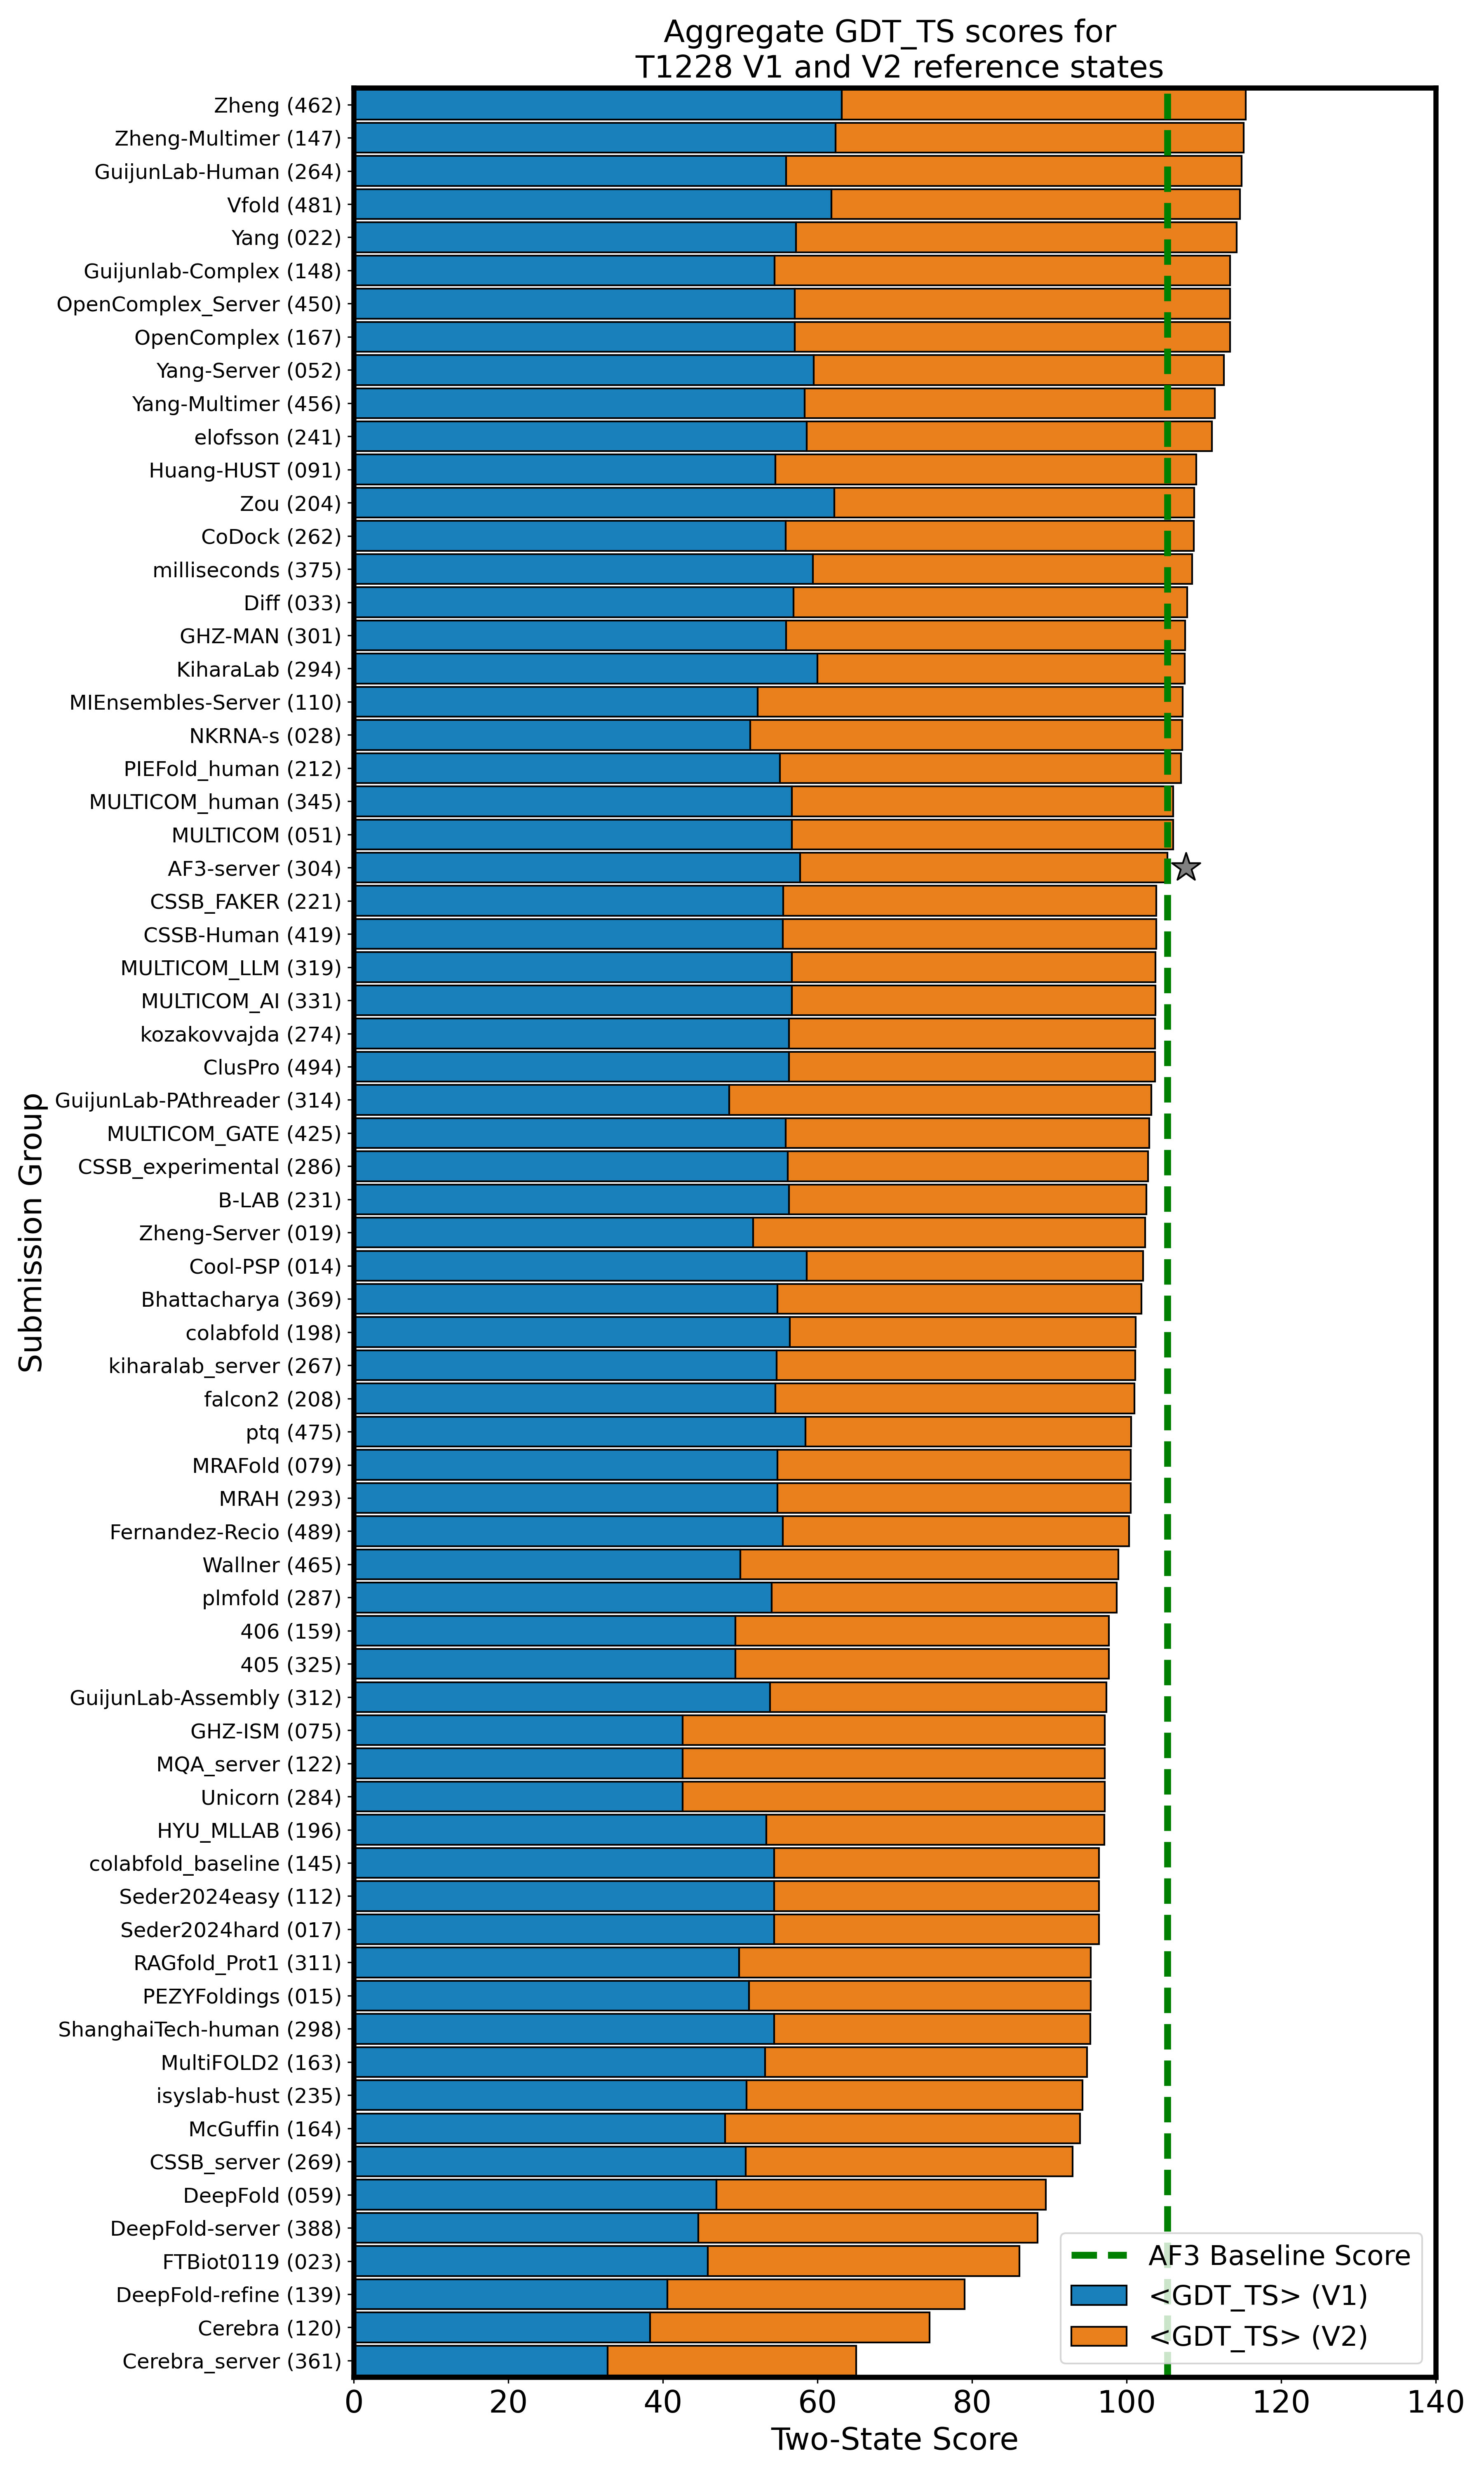 Aggregate GDT_TS scores for
T1228 V1 and V2 reference states
Submission Group
Zheng (462)
Zheng-Multimer (147)
GuijunLab-Human (264)
Vfold (481)
Yang (022)
Guijunlab-Complex (148)
OpenComplex_Server (450)
OpenComplex (167)
Yang-Server (052)
Yang-Multimer (456)
elofsson (241)
Huang-HUST (091)
Zou (204)
CoDock (262)
milliseconds (375)
Diff (033)
GHZ-MAN (301)
KiharaLab (294)
MIEnsembles-Server (110)
NKRNA-s (028)
PIEFold_human (212)
MULTICOM_human (345)
MULTICOM (051)
AF3-server (304)
CSSB_FAKER (221)
CSSB-Human (419)
MULTICOM_LLM (319)
MULTICOM_AI (331)
kozakovvajda (274)
ClusPro (494)
GuijunLab-PAthreader (314)
MULTICOM_GATE (425)
CSSB_experimental (286)
B-LAB (231)
Zheng-Server (019)
Cool-PSP (014)
Bhattacharya (369)
colabfold (198)
kiharalab_server (267)
falcon2 (208)
ptq (475)
MRAFold (079)
MRAH (293)
Fernandez-Recio (489)
Wallner (465)
plmfold (287)
406 (159)
405 (325)
GuijunLab-Assembly (312)
GHZ-ISM (075)
MQA_server (122)
Unicorn (284)
HYU_MLLAB (196)
colabfold_baseline (145)
Seder2024easy (112)
Seder2024hard (017)
RAGfold_Prot1 (311)
PEZYFoldings (015)
ShanghaiTech-human (298)
MultiFOLD2 (163)
isyslab-hust (235)
McGuffin (164)
CSSB_server (269)
DeepFold (059)
DeepFold-server (388)
FTBiot0119 (023)
DeepFold-refine (139)
Cerebra (120)
Cerebra_server (361)
AF3 Baseline Score
<GDT_TS> (V1)
<GDT_TS> (V2)
0 20 40 60 80 100 120 140
Two-State Score